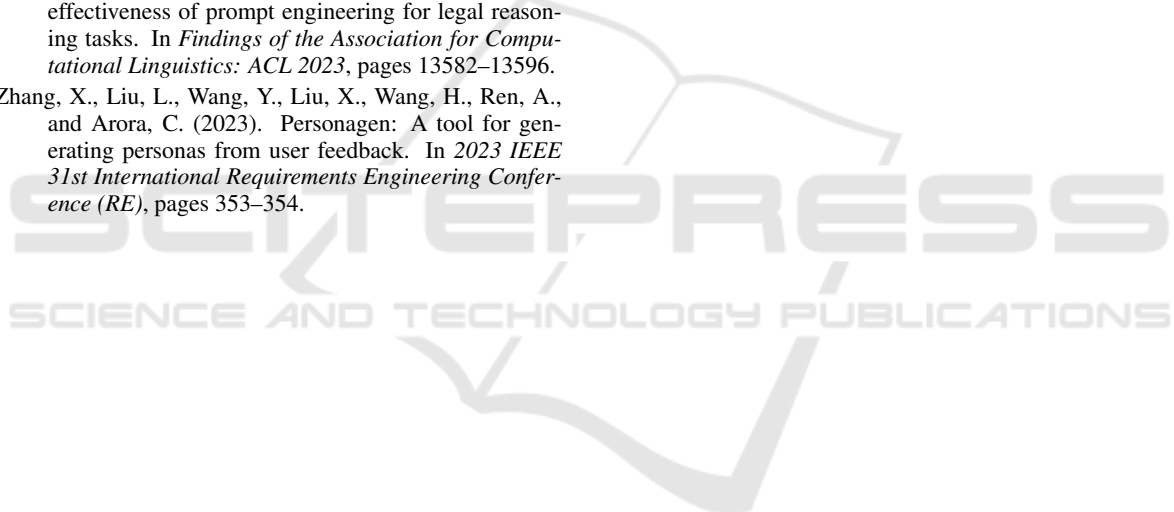 effectiveness of prompt engineering for legal reason-
ing tasks. In Findings of the Association for Compu-
tational Linguistics: ACL 2023, pages 13582–13596.
Zhang, X., Liu, L., Wang, Y., Liu, X., Wang, H., Ren, A.,
and Arora, C. (2023). Personagen: A tool for gen-
erating personas from user feedback. In 2023 IEEE
31st International Requirements Engineering Confer-
ence (RE), pages 353–354.
SCITEPRESS
SCIENCE AND TECHNOLOGY PUBLICATIONS